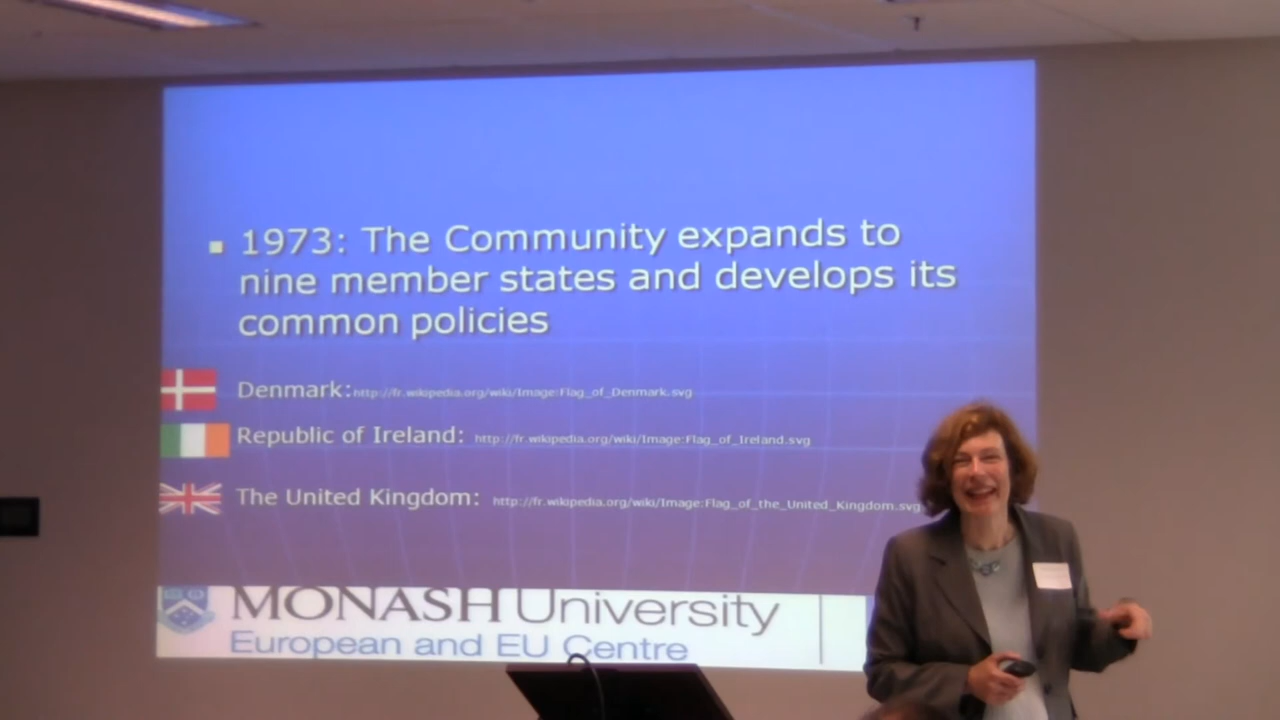 1973: The Community expands to
nine member states and develops its
common policies
Denmark: http://fr.wikipedia.org/wiki/Image:Flag_of_Denmark.svg
Republic of Ireland: http://fr.wikipedia.org/wiki/Image:Flag_of_Ireland.svg
The United Kingdom: http://fr.wikipedia.org/wiki/Image:Flag_of_the_United_Kingdom.svg
MONASH University
European and EU Centre